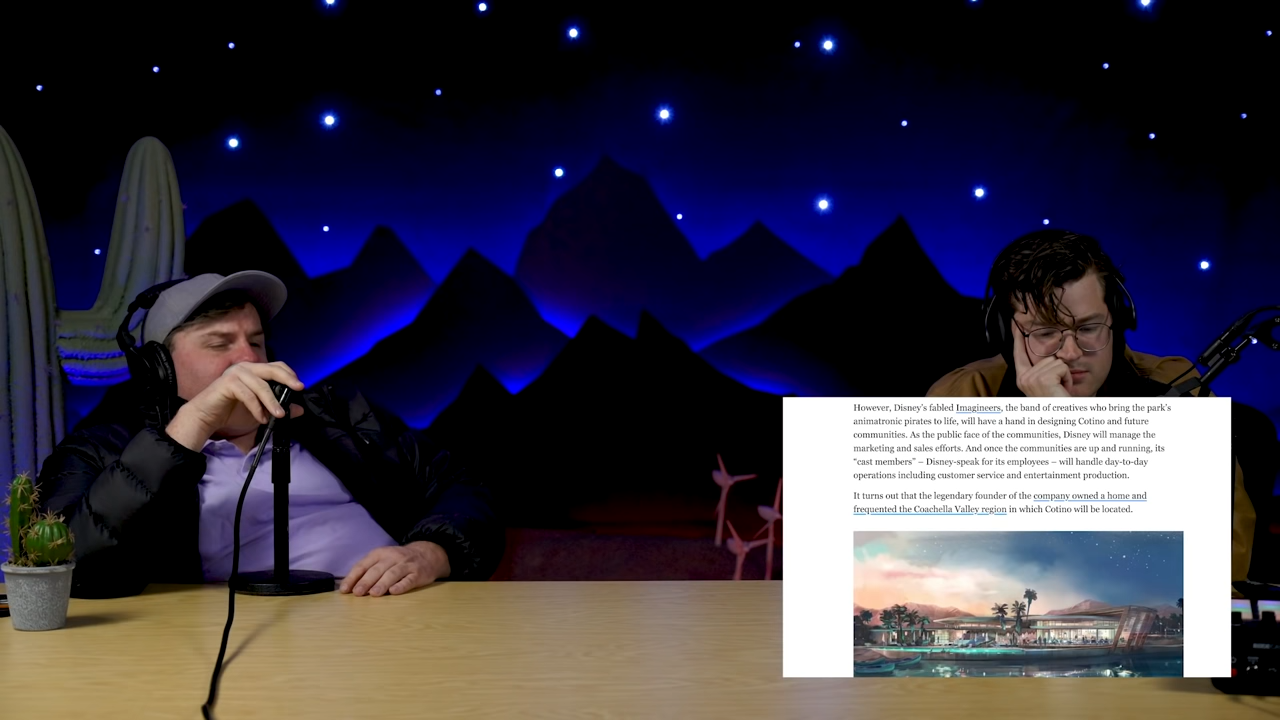 However, Disney's fabled Imagineers, the band of creatives who bring the park's
animatronic pirates to life, will have a hand in designing Cotino and future
communities. As the public face of the communities, Disney will manage the
marketing and sales efforts. And once the communities are up and running, its
"cast members" – Disney-speak for its employees – will handle day-to-day
operations including customer service and entertainment production.
It turns out that the legendary founder of the company owned a home and
frequented the Coachella Valley region in which Cotino will be located.